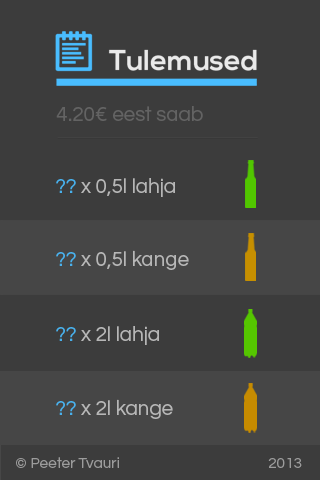 Tulemused
4.20€ eest saab
?? x 0,5l lahja
?? x 0,5l kange
?? x 2l lahja
?? x 2l kange
© Peeter Tvauri 2013